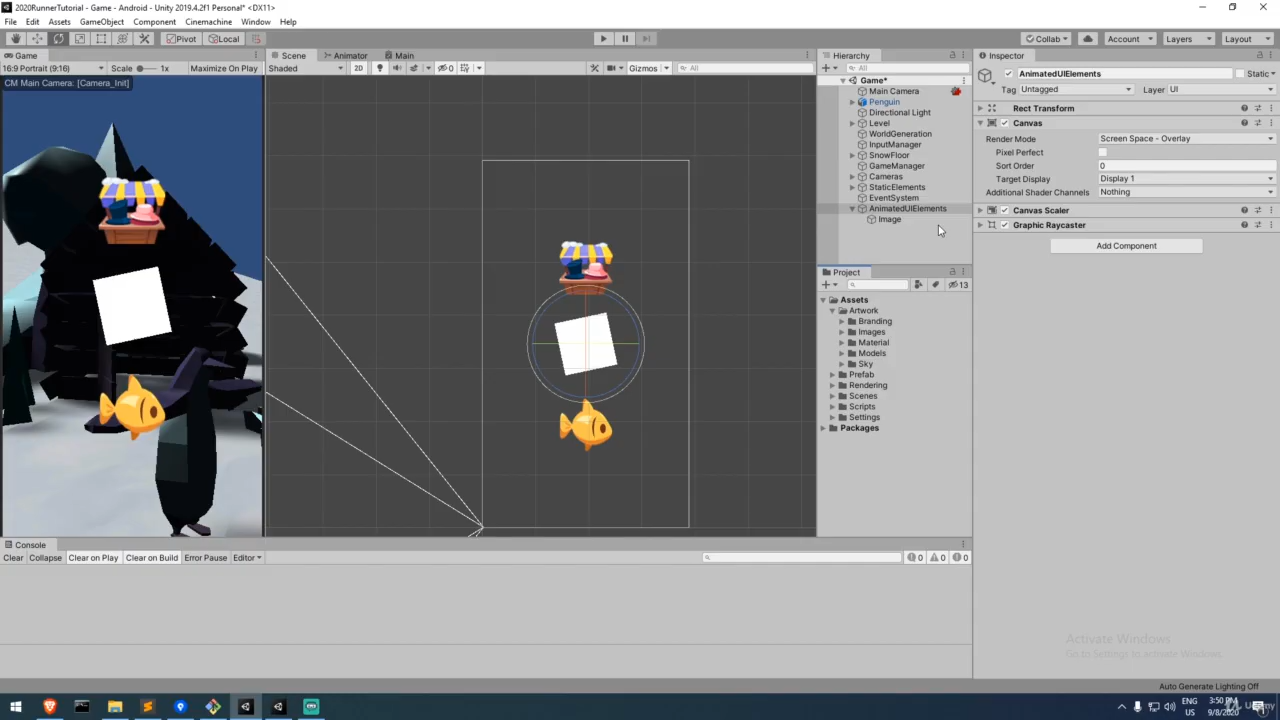 2020RunnerTutorial - Game - Android - Unity 2019.4.2f1 Personal* <DX11>
File Edit Assets GameObject Component Cinemachine Window Help
Pivot Local Collab Account Layers Layout
Game
16:9 Portrait (9:16) Scale 1x Maximize On Play
CM Main Camera: [Camera_Init]
Scene Animator Main
Shaded 2D 0 Gizmos All
Hierarchy
All
Game*
Main Camera
Penguin
Directional Light
Level
WorldGeneration
InputManager
SnowFloor
GameManager
Cameras
StaticElements
EventSystem
AnimatedUIElements
Image
Project
13
Assets
Artwork
Branding
Images
Material
Models
Sky
Prefab
Rendering
Scenes
Scripts
Settings
Packages
Inspector
AnimatedUIElements Static
Tag Untagged Layer UI
Rect Transform
Canvas
Render Mode Screen Space - Overlay
Pixel Perfect
Sort Order 0
Target Display Display 1
Additional Shader Channels Nothing
Canvas Scaler
Graphic Raycaster
Add Component
Console
Clear Collapse Clear on Play Clear on Build Error Pause Editor 0 0 0
Activate Windows
Go to Settings to activate Windows.
Auto Generate Lighting Off
ENG
US
3:50 PM
9/8/2020